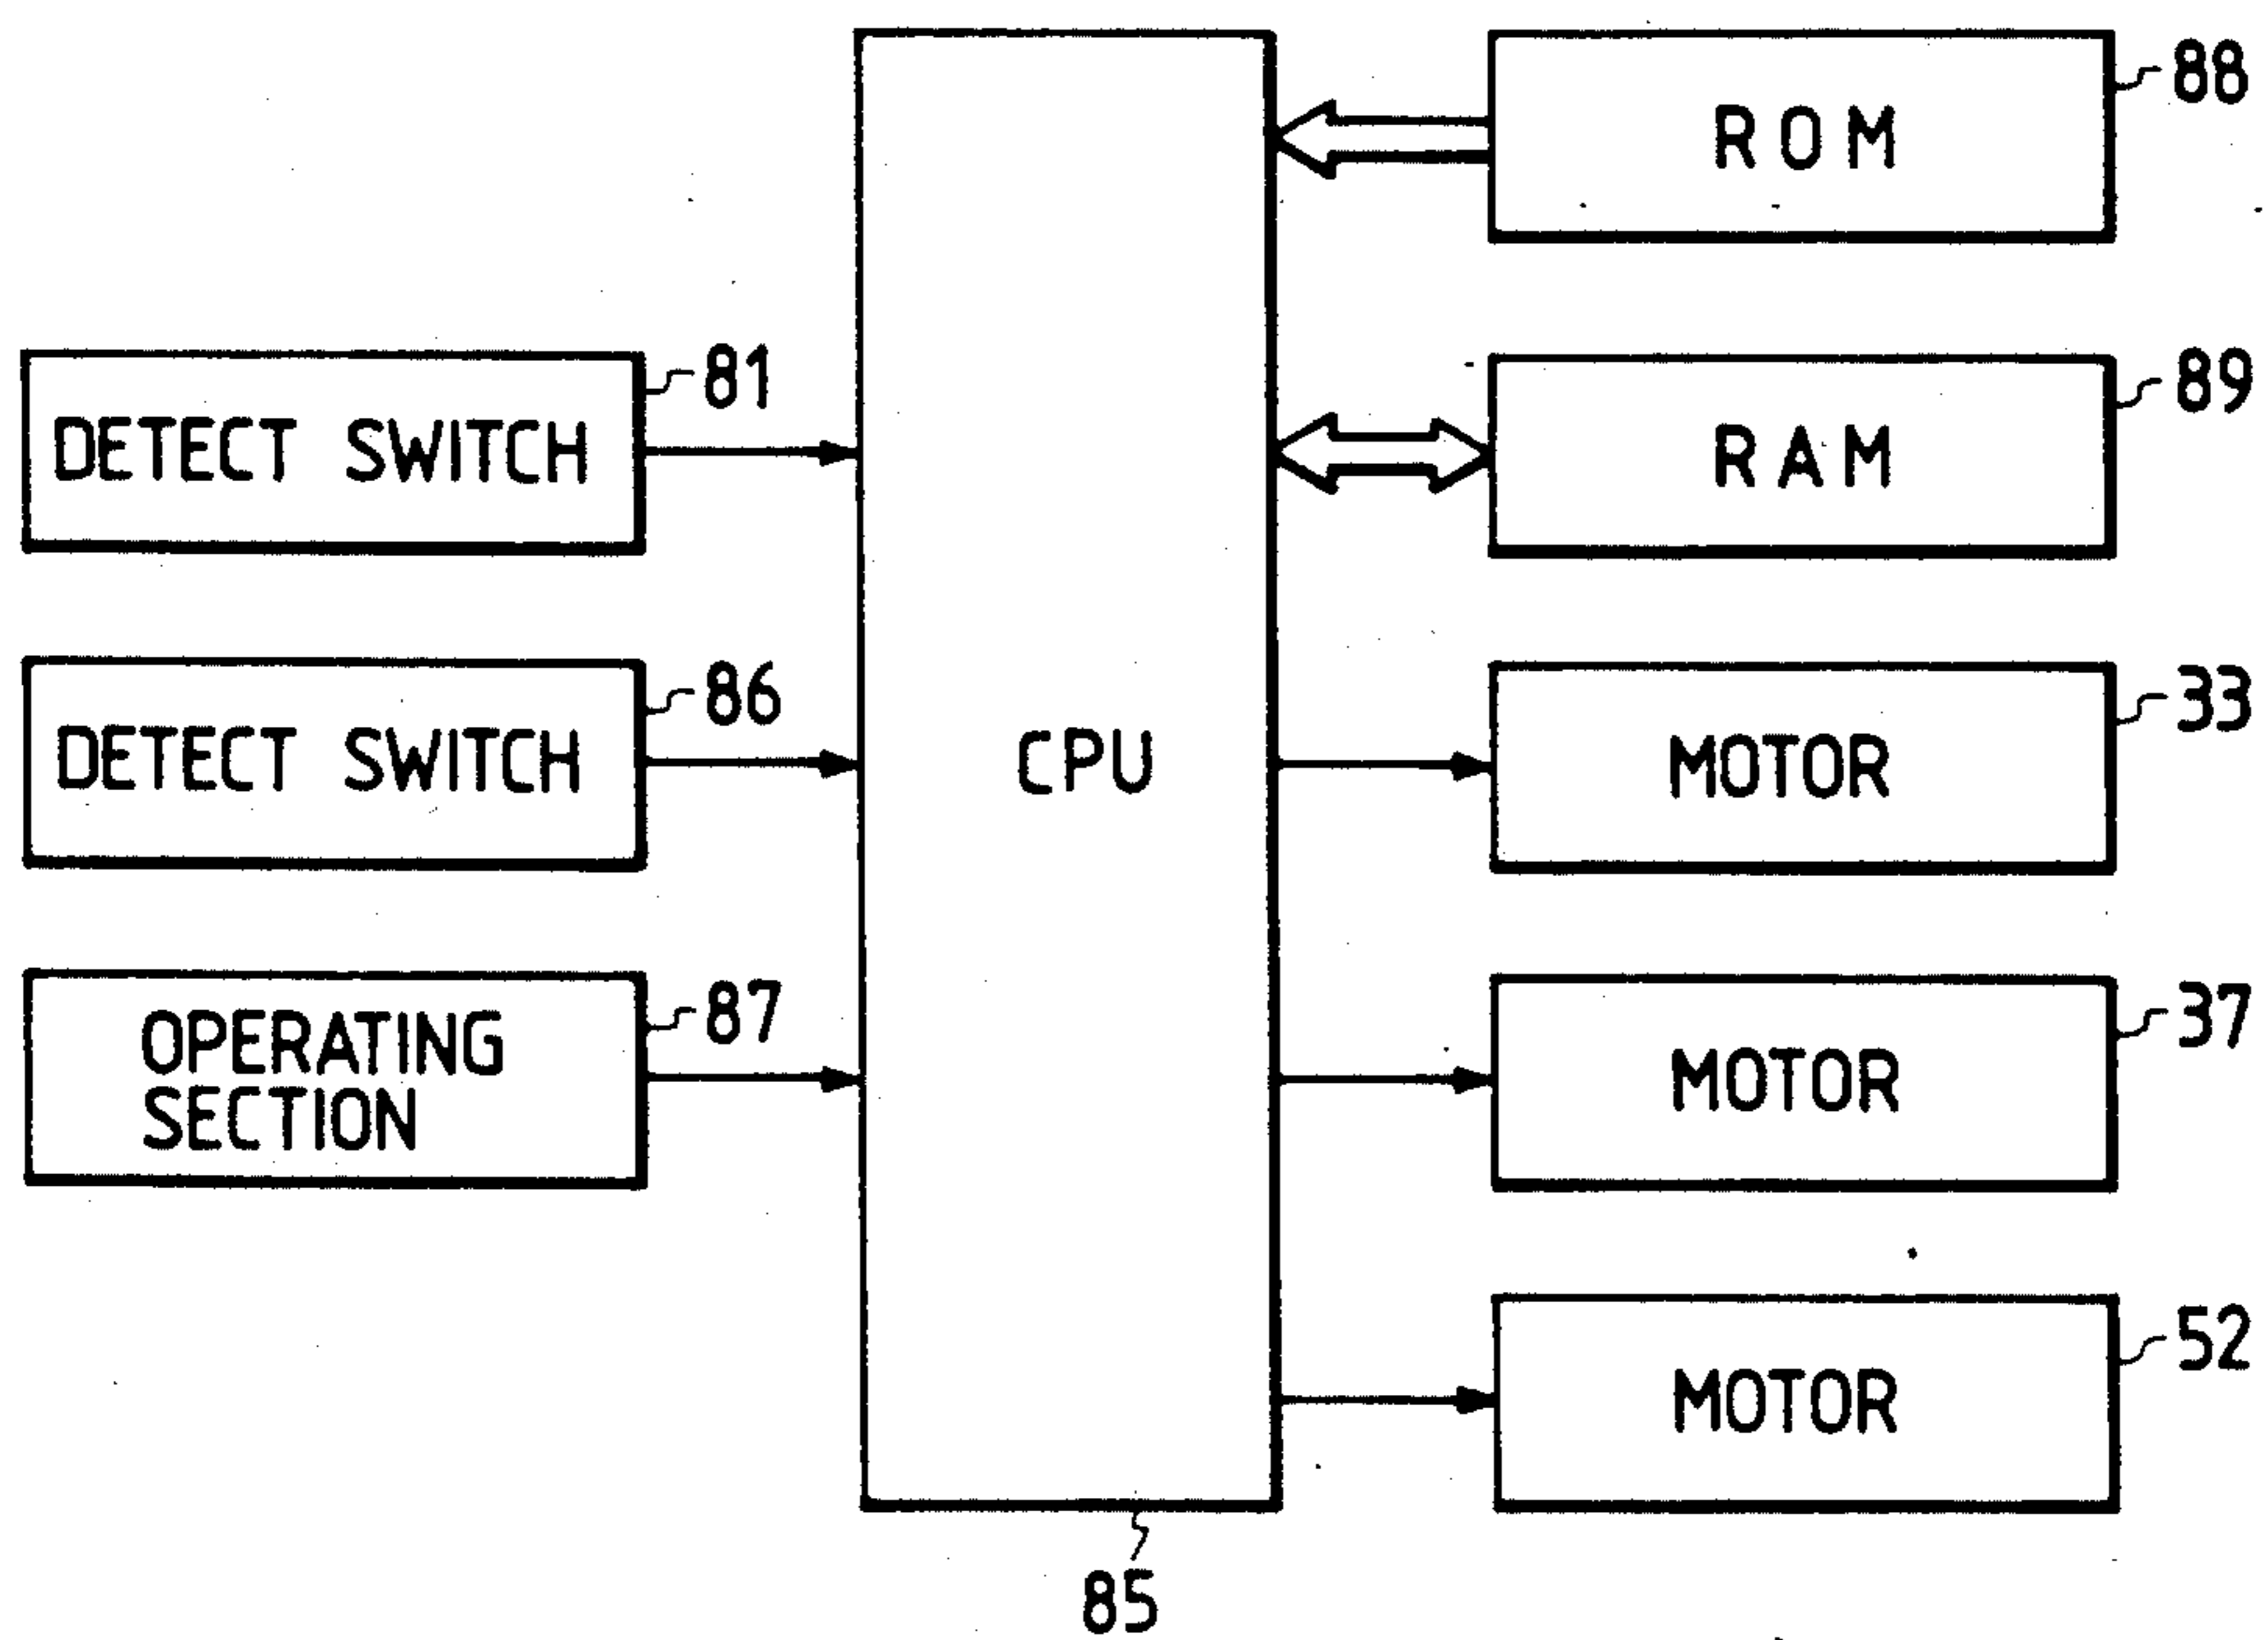 88
ROM
81
DETECT SWITCH
89
RAM
86
DETECT SWITCH
CPU
33
MOTOR
87
OPERATING
SECTION
37
MOTOR
52
MOTOR
85